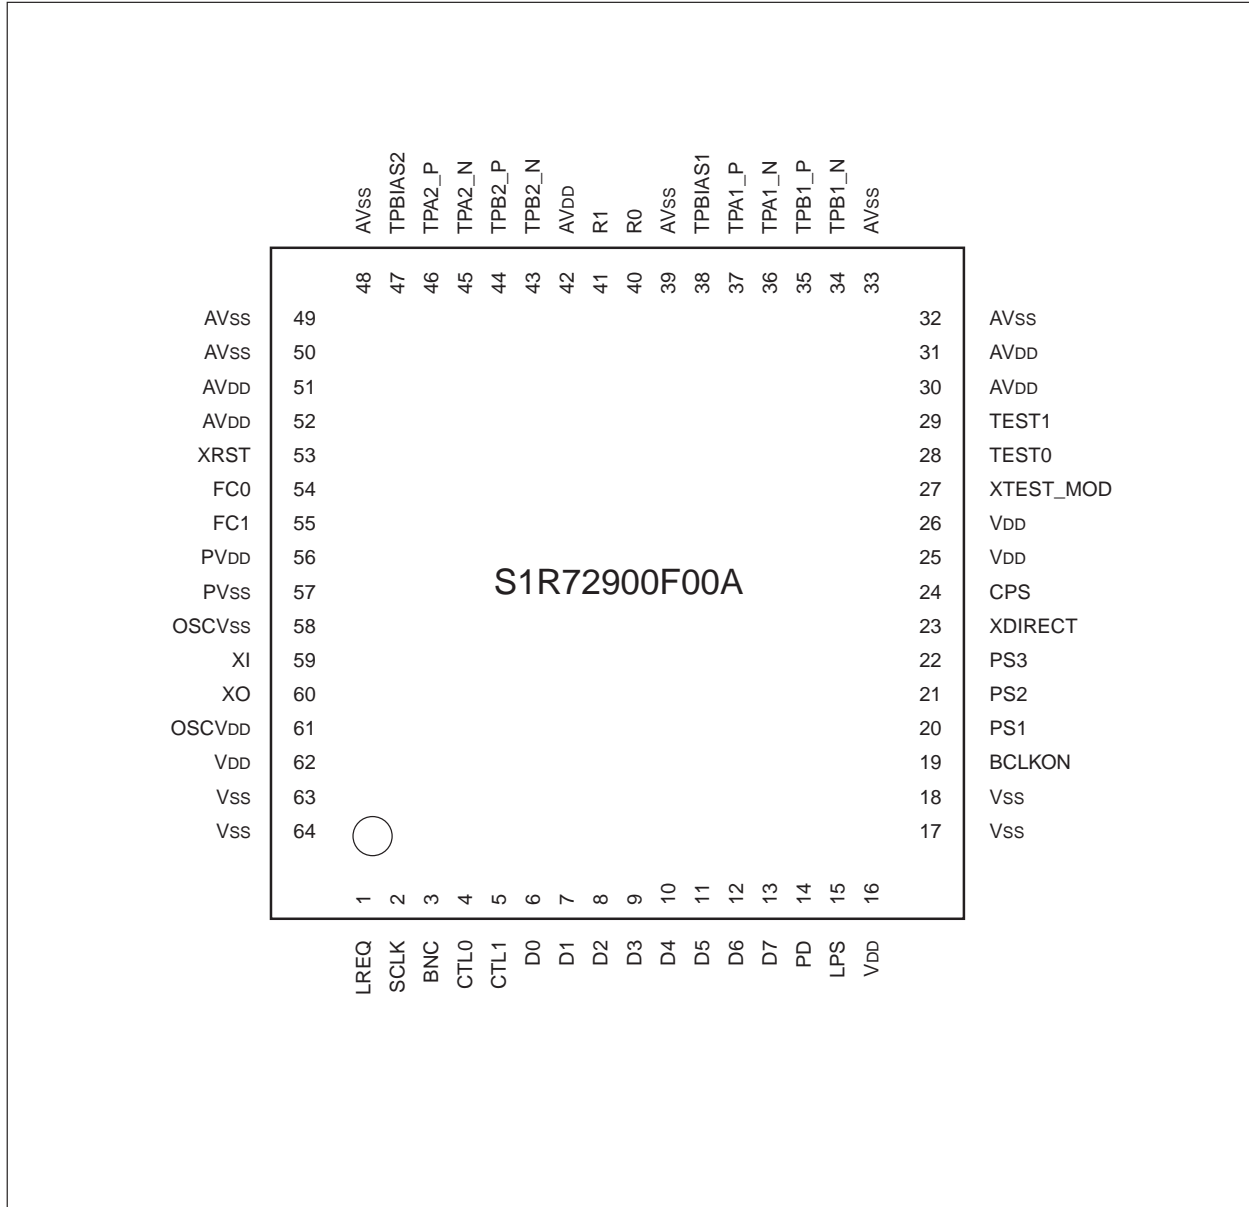 AVss TPBIAS2 TPA2_P TPA2_N TPB2_P TPB2_N AVDD R1 R0 AVss TPBIAS1 TPA1_P TPA1_N TPB1_P TPB1_N AVss
48 47 46 45 44 43 42 41 40 39 38 37 36 35 34 33
AVss 49 32 AVss
AVss 50 31 AVDD
AVDD 51 30 AVDD
AVDD 52 29 TEST1
XRST 53 28 TEST0
FC0 54 27 XTEST_MOD
FC1 55 26 VDD
PVDD 56 25 VDD
S1R72900F00A
PVss 57 24 CPS
OSCVss 58 23 XDIRECT
XI 59 22 PS3
XO 60 21 PS2
OSCVDD 61 20 PS1
VDD 62 19 BCLKON
Vss 63 18 Vss
Vss 64 17 Vss
1 2 3 4 5 6 7 8 9 10 11 12 13 14 15 16
LREQ SCLK BNC CTL0 CTL1 D0 D1 D2 D3 D4 D5 D6 D7 PD LPS VDD